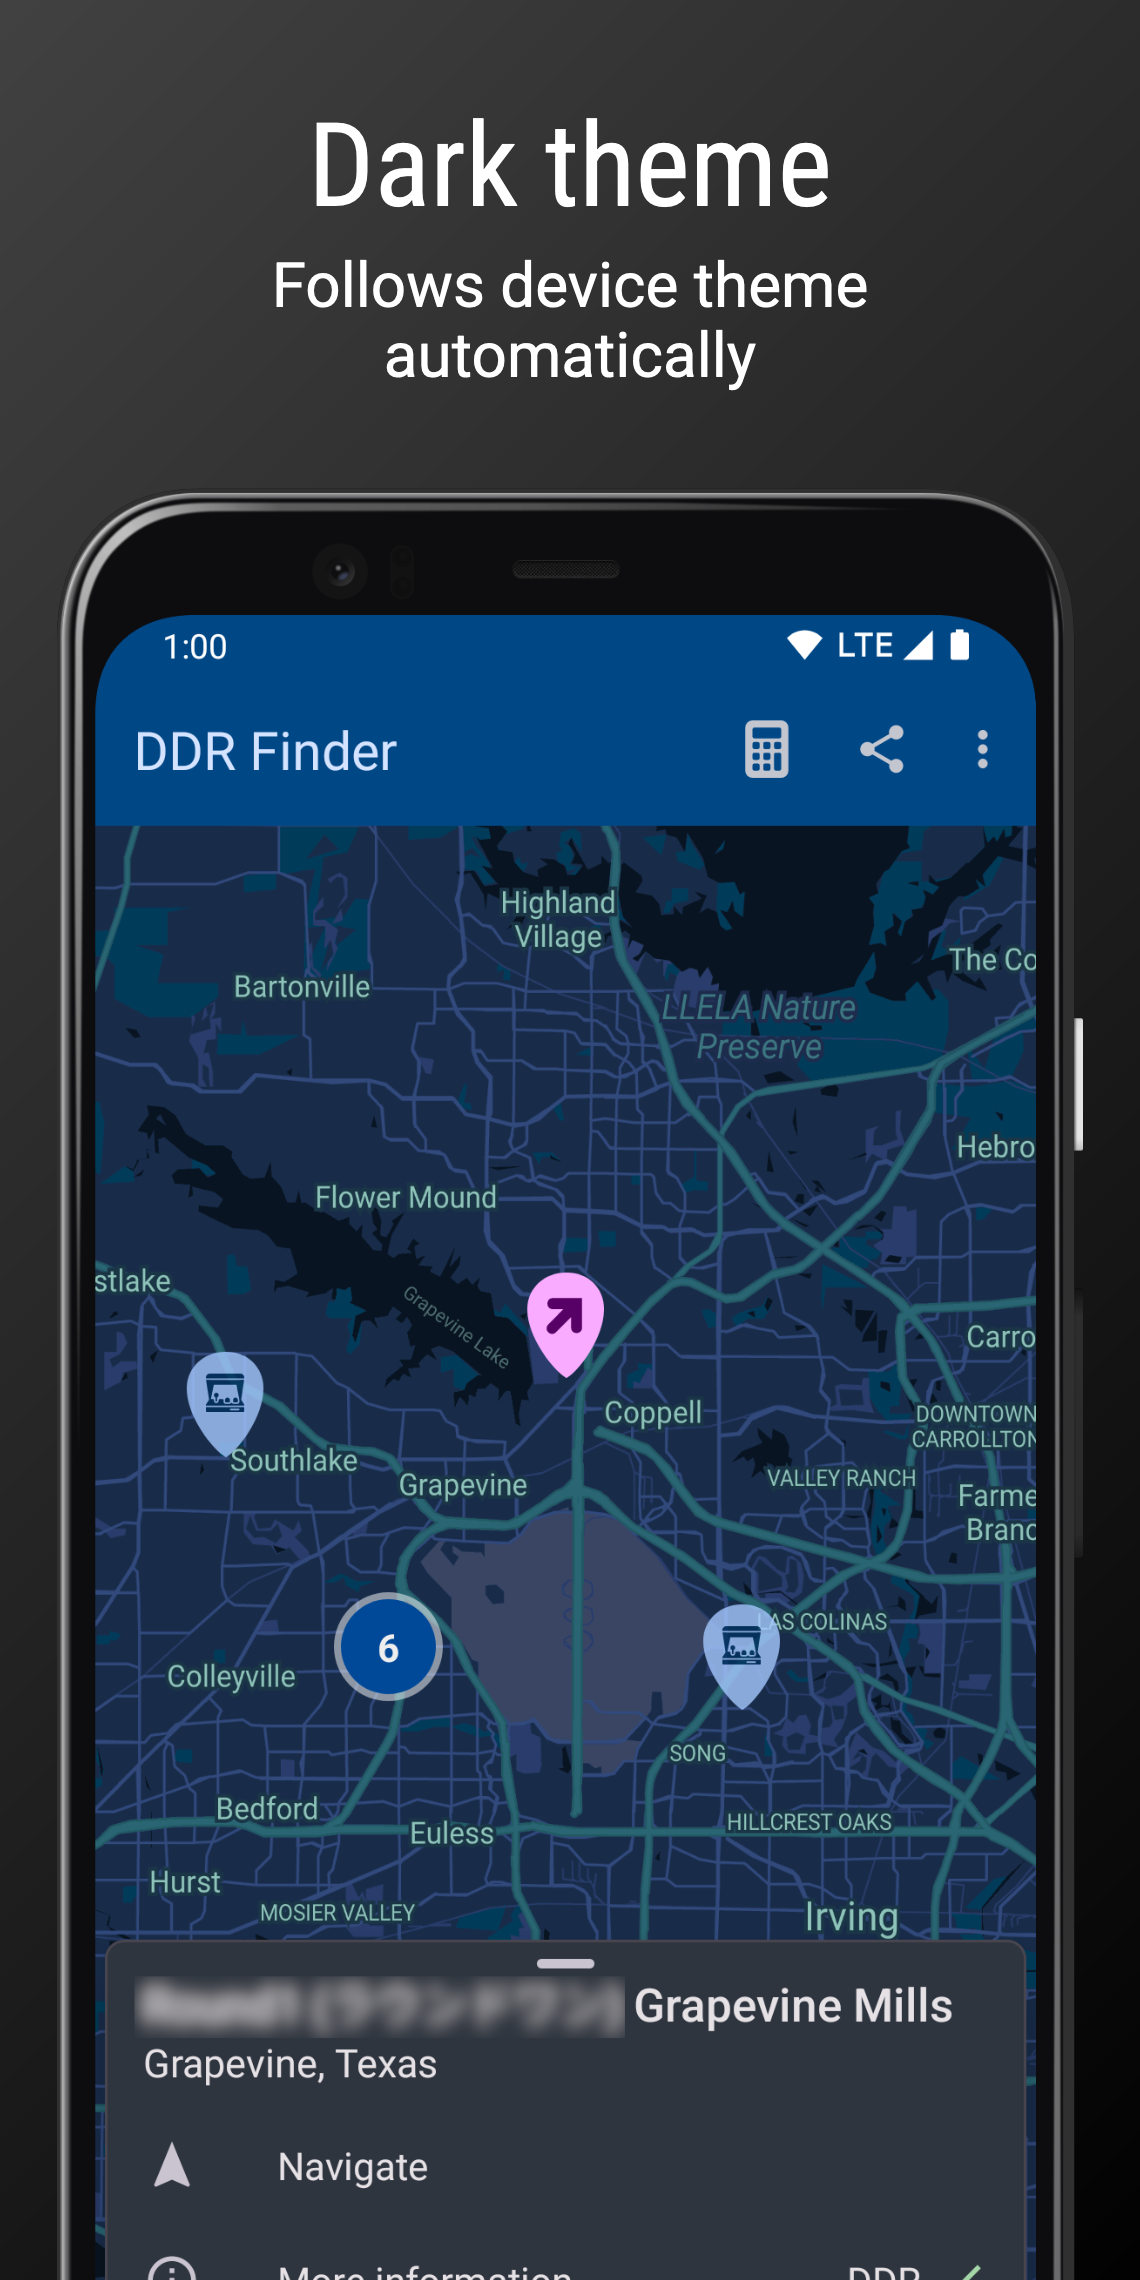 Dark theme
Follows device theme
automatically
1:00
LTE
DDR Finder
Highland
Village
The Co
Bartonville
LLELA Nature
Preserve
Hebro
Flower Mound
stlake
Grapevine Lake
Carro
Coppell
DOWNTOWN
CARROLLTON
Southlake
VALLEY RANCH
Grapevine
Farme
Branc
LAS COLINAS
6
Colleyville
SONG
Bedford
HILLCREST OAKS
Euless
Hurst
MOSIER VALLEY
Irving
Grapevine Mills
Grapevine, Texas
Navigate
More information
DDR